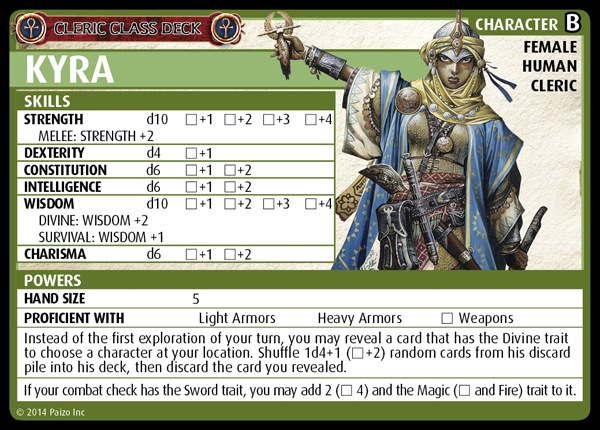 CLERIC CLASS DECK
CHARACTER B
KYRA
FEMALE
HUMAN
CLERIC
SKILLS
STRENGTH d10 ☐+1 ☐+2 ☐+3 ☐+4
MELEE: STRENGTH +2
DEXTERITY d4 ☐+1
CONSTITUTION d6 ☐+1 ☐+2
INTELLIGENCE d6 ☐+1 ☐+2
WISDOM d10 ☐+1 ☐+2 ☐+3 ☐+4
DIVINE: WISDOM +2
SURVIVAL: WISDOM +1
CHARISMA d6 ☐+1 ☐+2
POWERS
HAND SIZE 5
PROFICIENT WITH Light Armors Heavy Armors ☐ Weapons
Instead of the first exploration of your turn, you may reveal a card that has the Divine trait
to choose a character at your location. Shuffle 1d4+1 (☐+2) random cards from his discard
pile into his deck, then discard the card you revealed.
If your combat check has the Sword trait, you may add 2 (☐ 4) and the Magic (☐ and Fire) trait to it.
© 2014 Paizo Inc